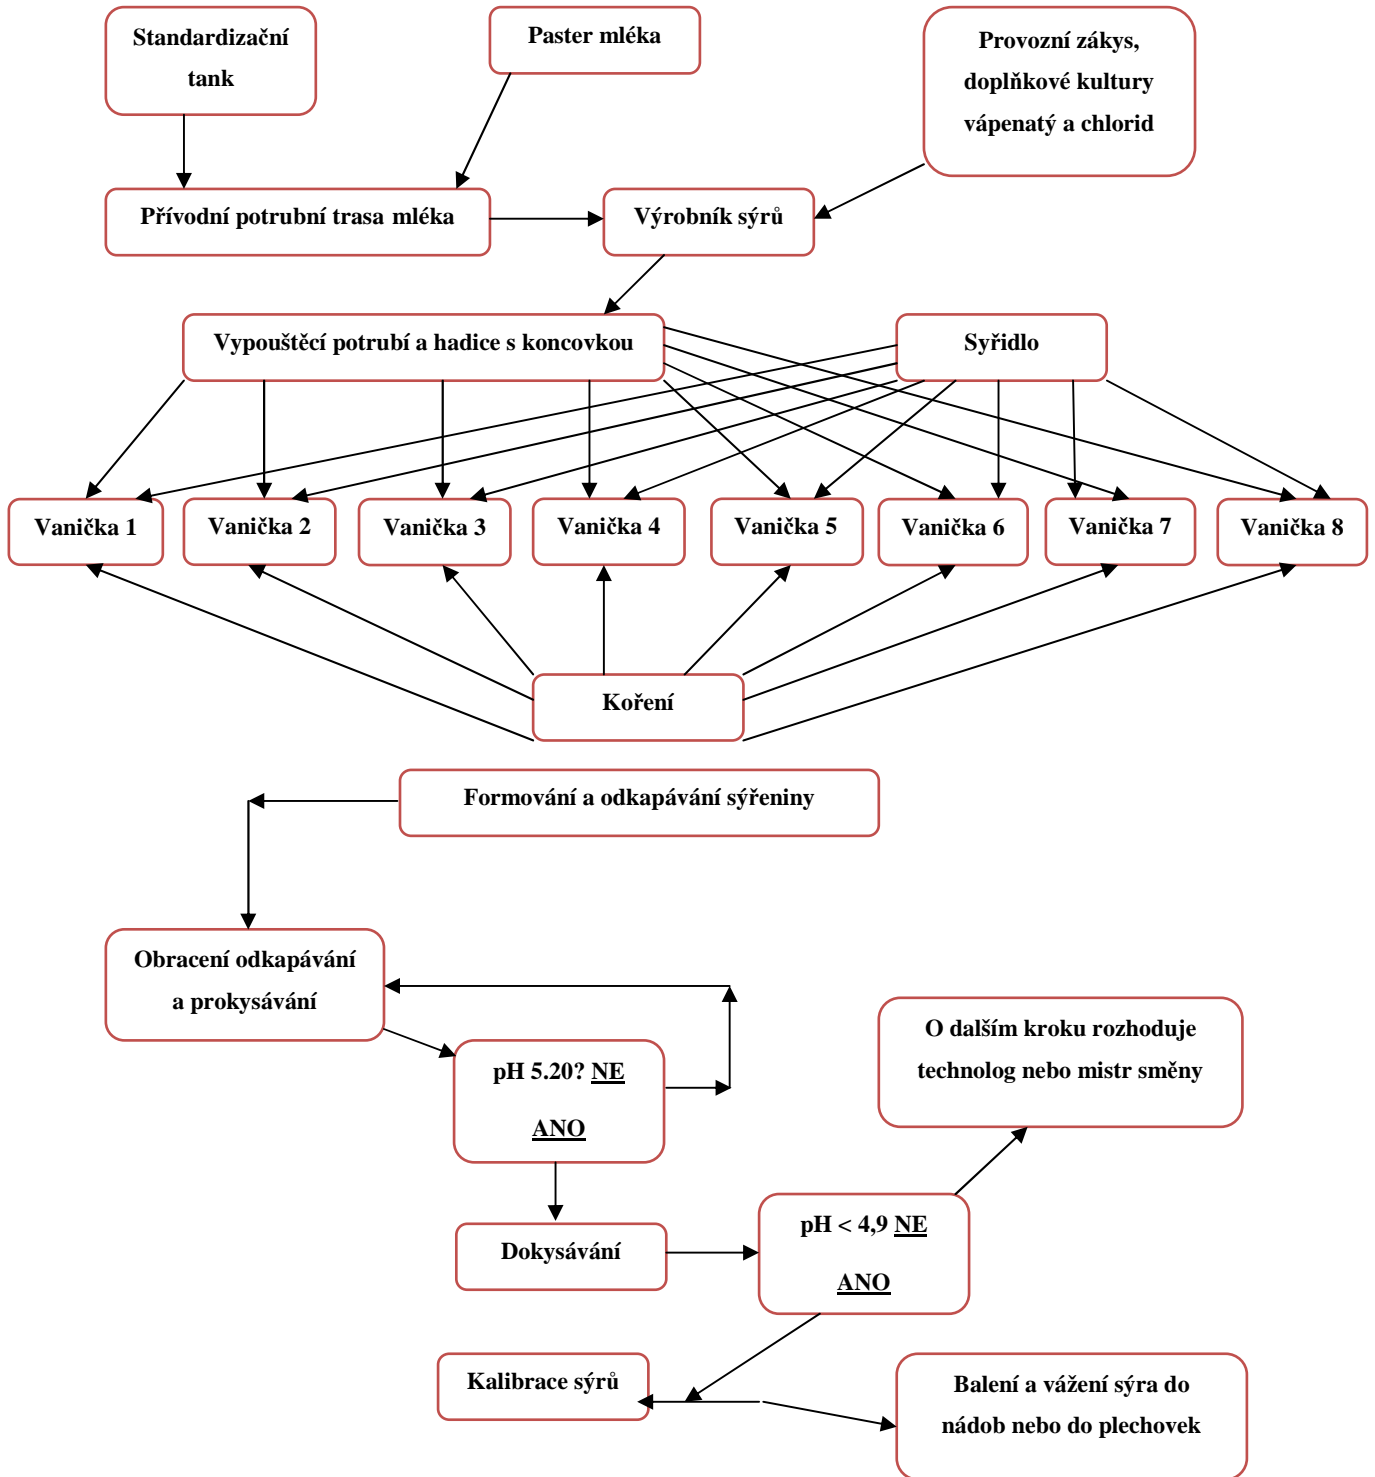 Standardizační
tank
Paster mléka
Provozní zákys,
doplňkové kultury
vápenatý a chlorid
Přívodní potrubní trasa mléka
Výrobník sýrů
Vypouštěcí potrubí a hadice s koncovkou
Syřidlo
Vanička 1
Vanička 2
Vanička 3
Vanička 4
Vanička 5
Vanička 6
Vanička 7
Vanička 8
Koření
Formování a odkapávání sýřeniny
Obracení odkapávání
a prokysávání
pH 5.20? NE
ANO
O dalším kroku rozhoduje
technolog nebo mistr směny
Dokysávání
pH < 4,9 NE
ANO
Kalibrace sýrů
Balení a vážení sýra do
nádob nebo do plechovek